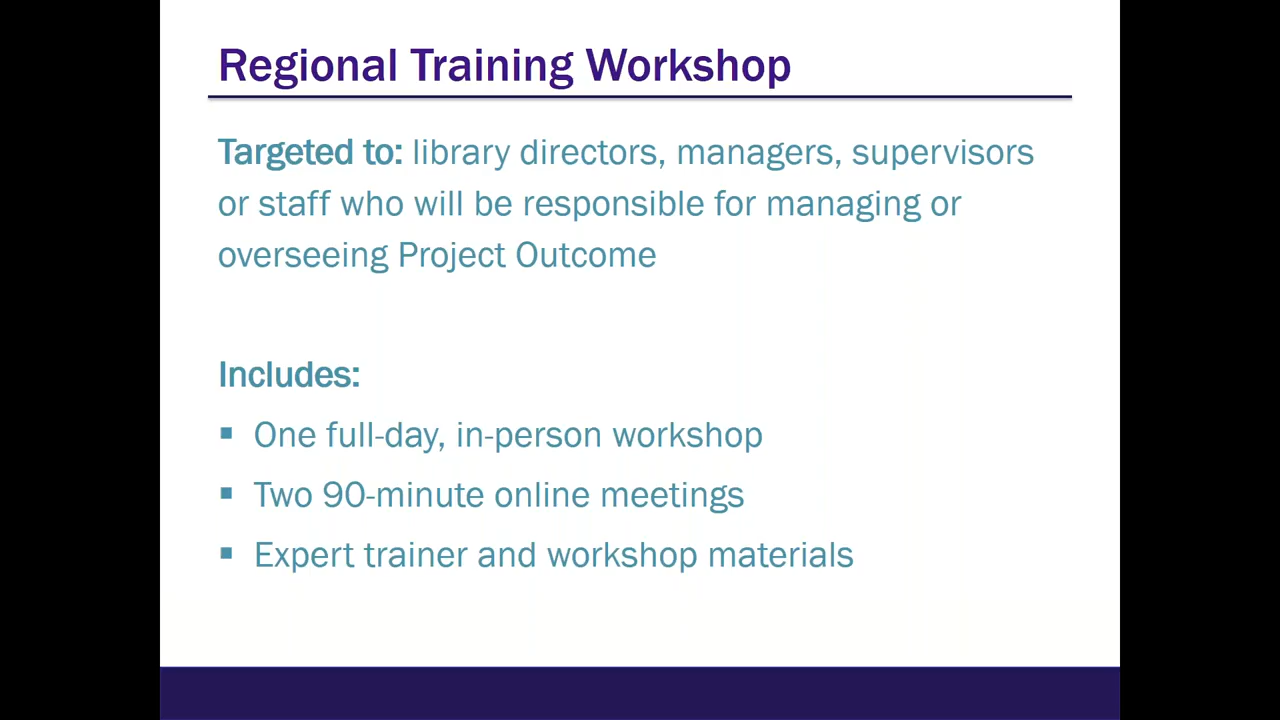 Regional Training Workshop
Targeted to: library directors, managers, supervisors
or staff who will be responsible for managing or
overseeing Project Outcome
Includes:
▪ One full-day, in-person workshop
▪ Two 90-minute online meetings
▪ Expert trainer and workshop materials